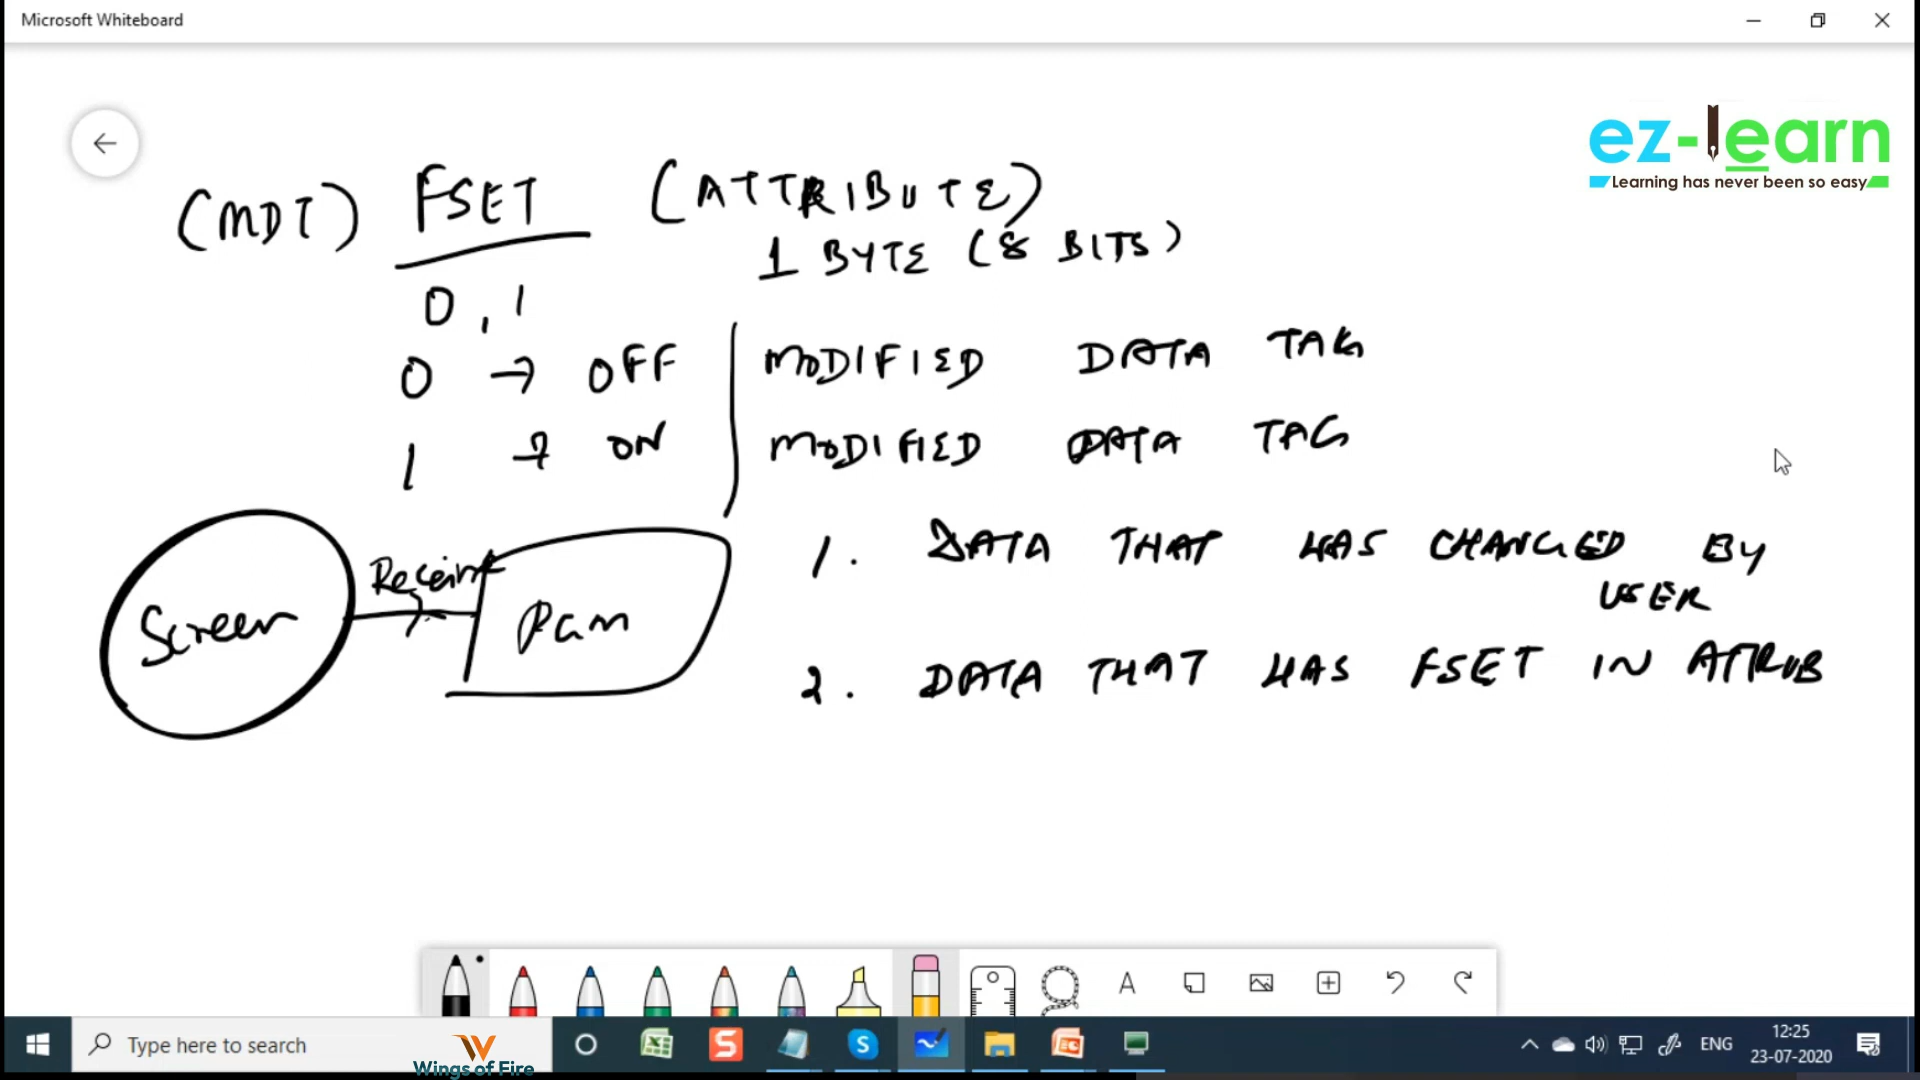 Microsoft Whiteboard
ez-learn
Learning has never been so easy
(MDT) FSET (ATTRIBUTE)
1 BYTE (8 BITS)
0, 1
0 → OFF MODIFIED DATA TAG
1 → ON MODIFIED DATA TAG
Screen Receive Pgm
1. DATA THAT HAS CHANGED BY
USER
2. DATA THAT HAS FSET IN ATTRUB
A
Type here to search
Wings of Fire
ENG
12:25
23-07-2020